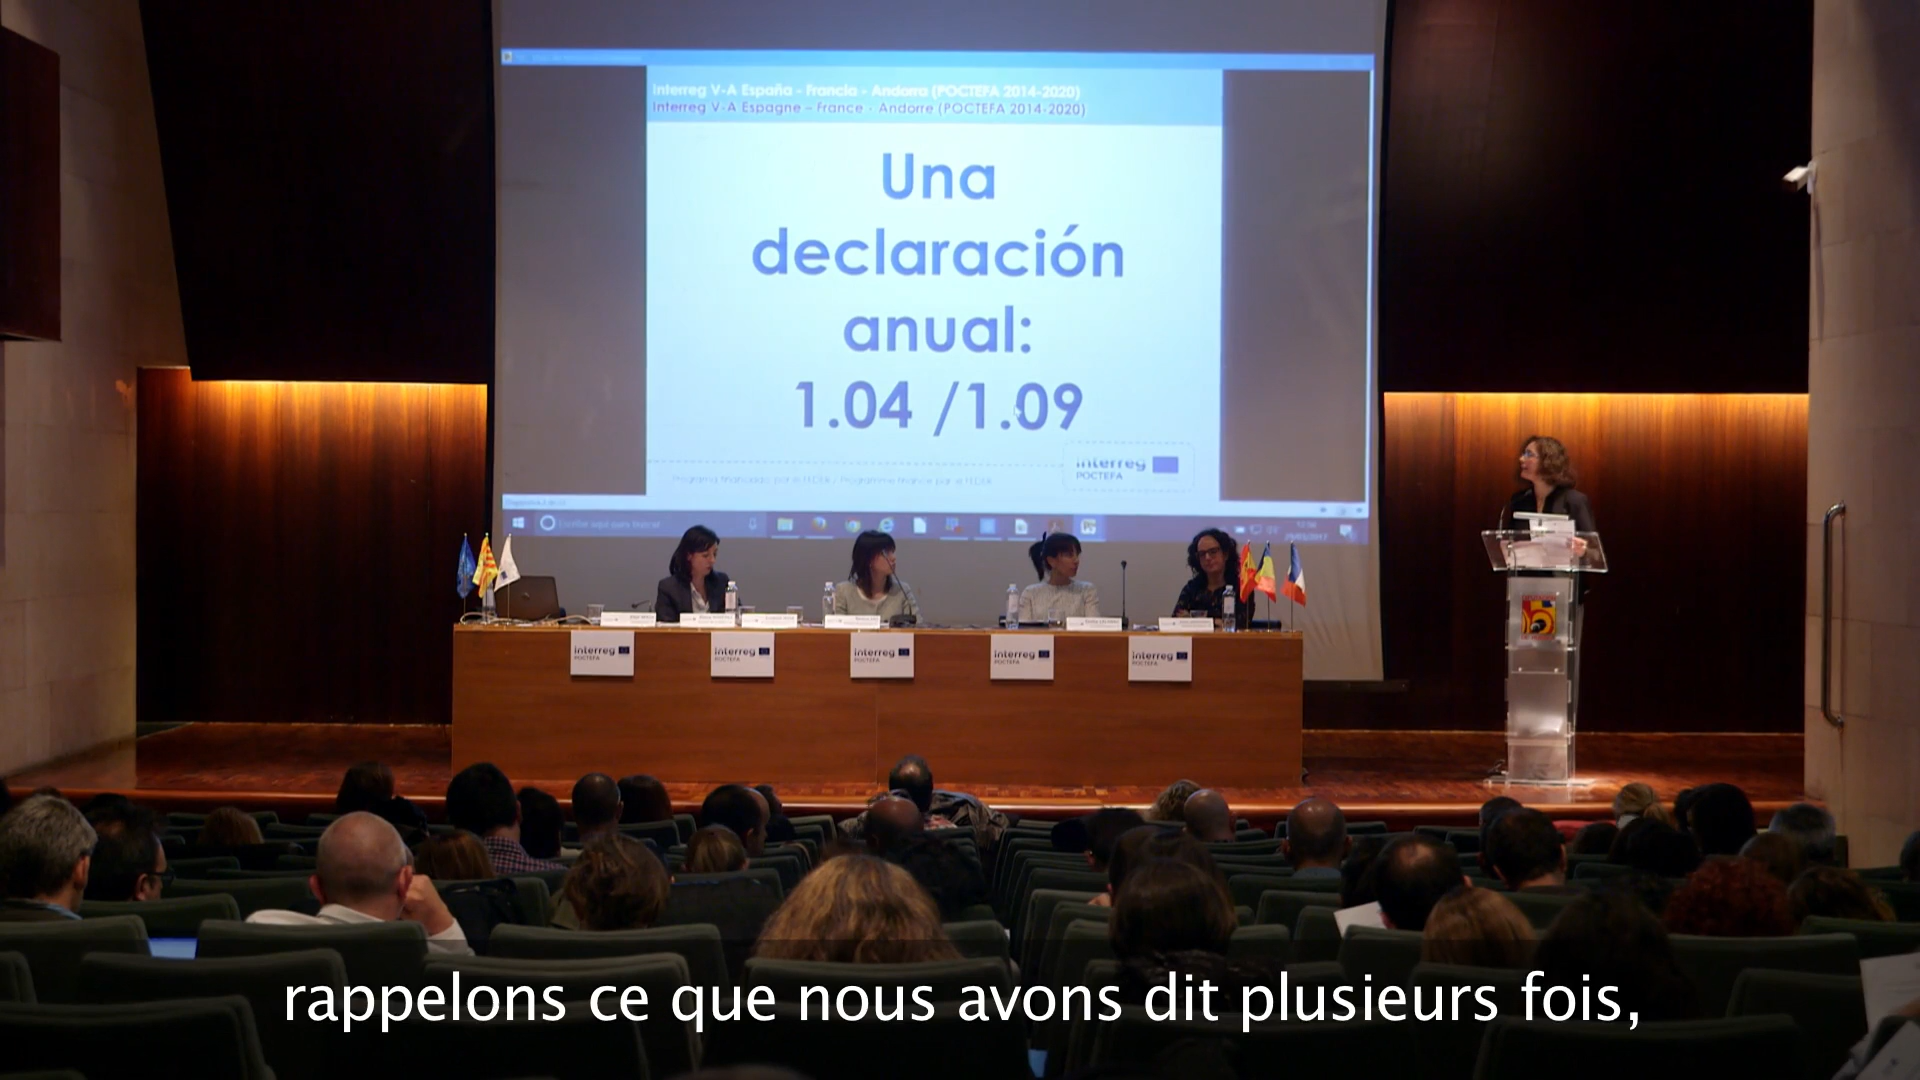 Interreg V-A España - Francia - Andorra (POCTEFA 2014-2020)
Interreg V-A Espagne – France - Andorre (POCTEFA 2014-2020)
Una
declaración
anual:
1.04 /1.09
interreg
POCTEFA
interreg
POCTEFA
interreg
POCTEFA
interreg
POCTEFA
interreg
POCTEFA
interreg
POCTEFA
rappelons ce que nous avons dit plusieurs fois,